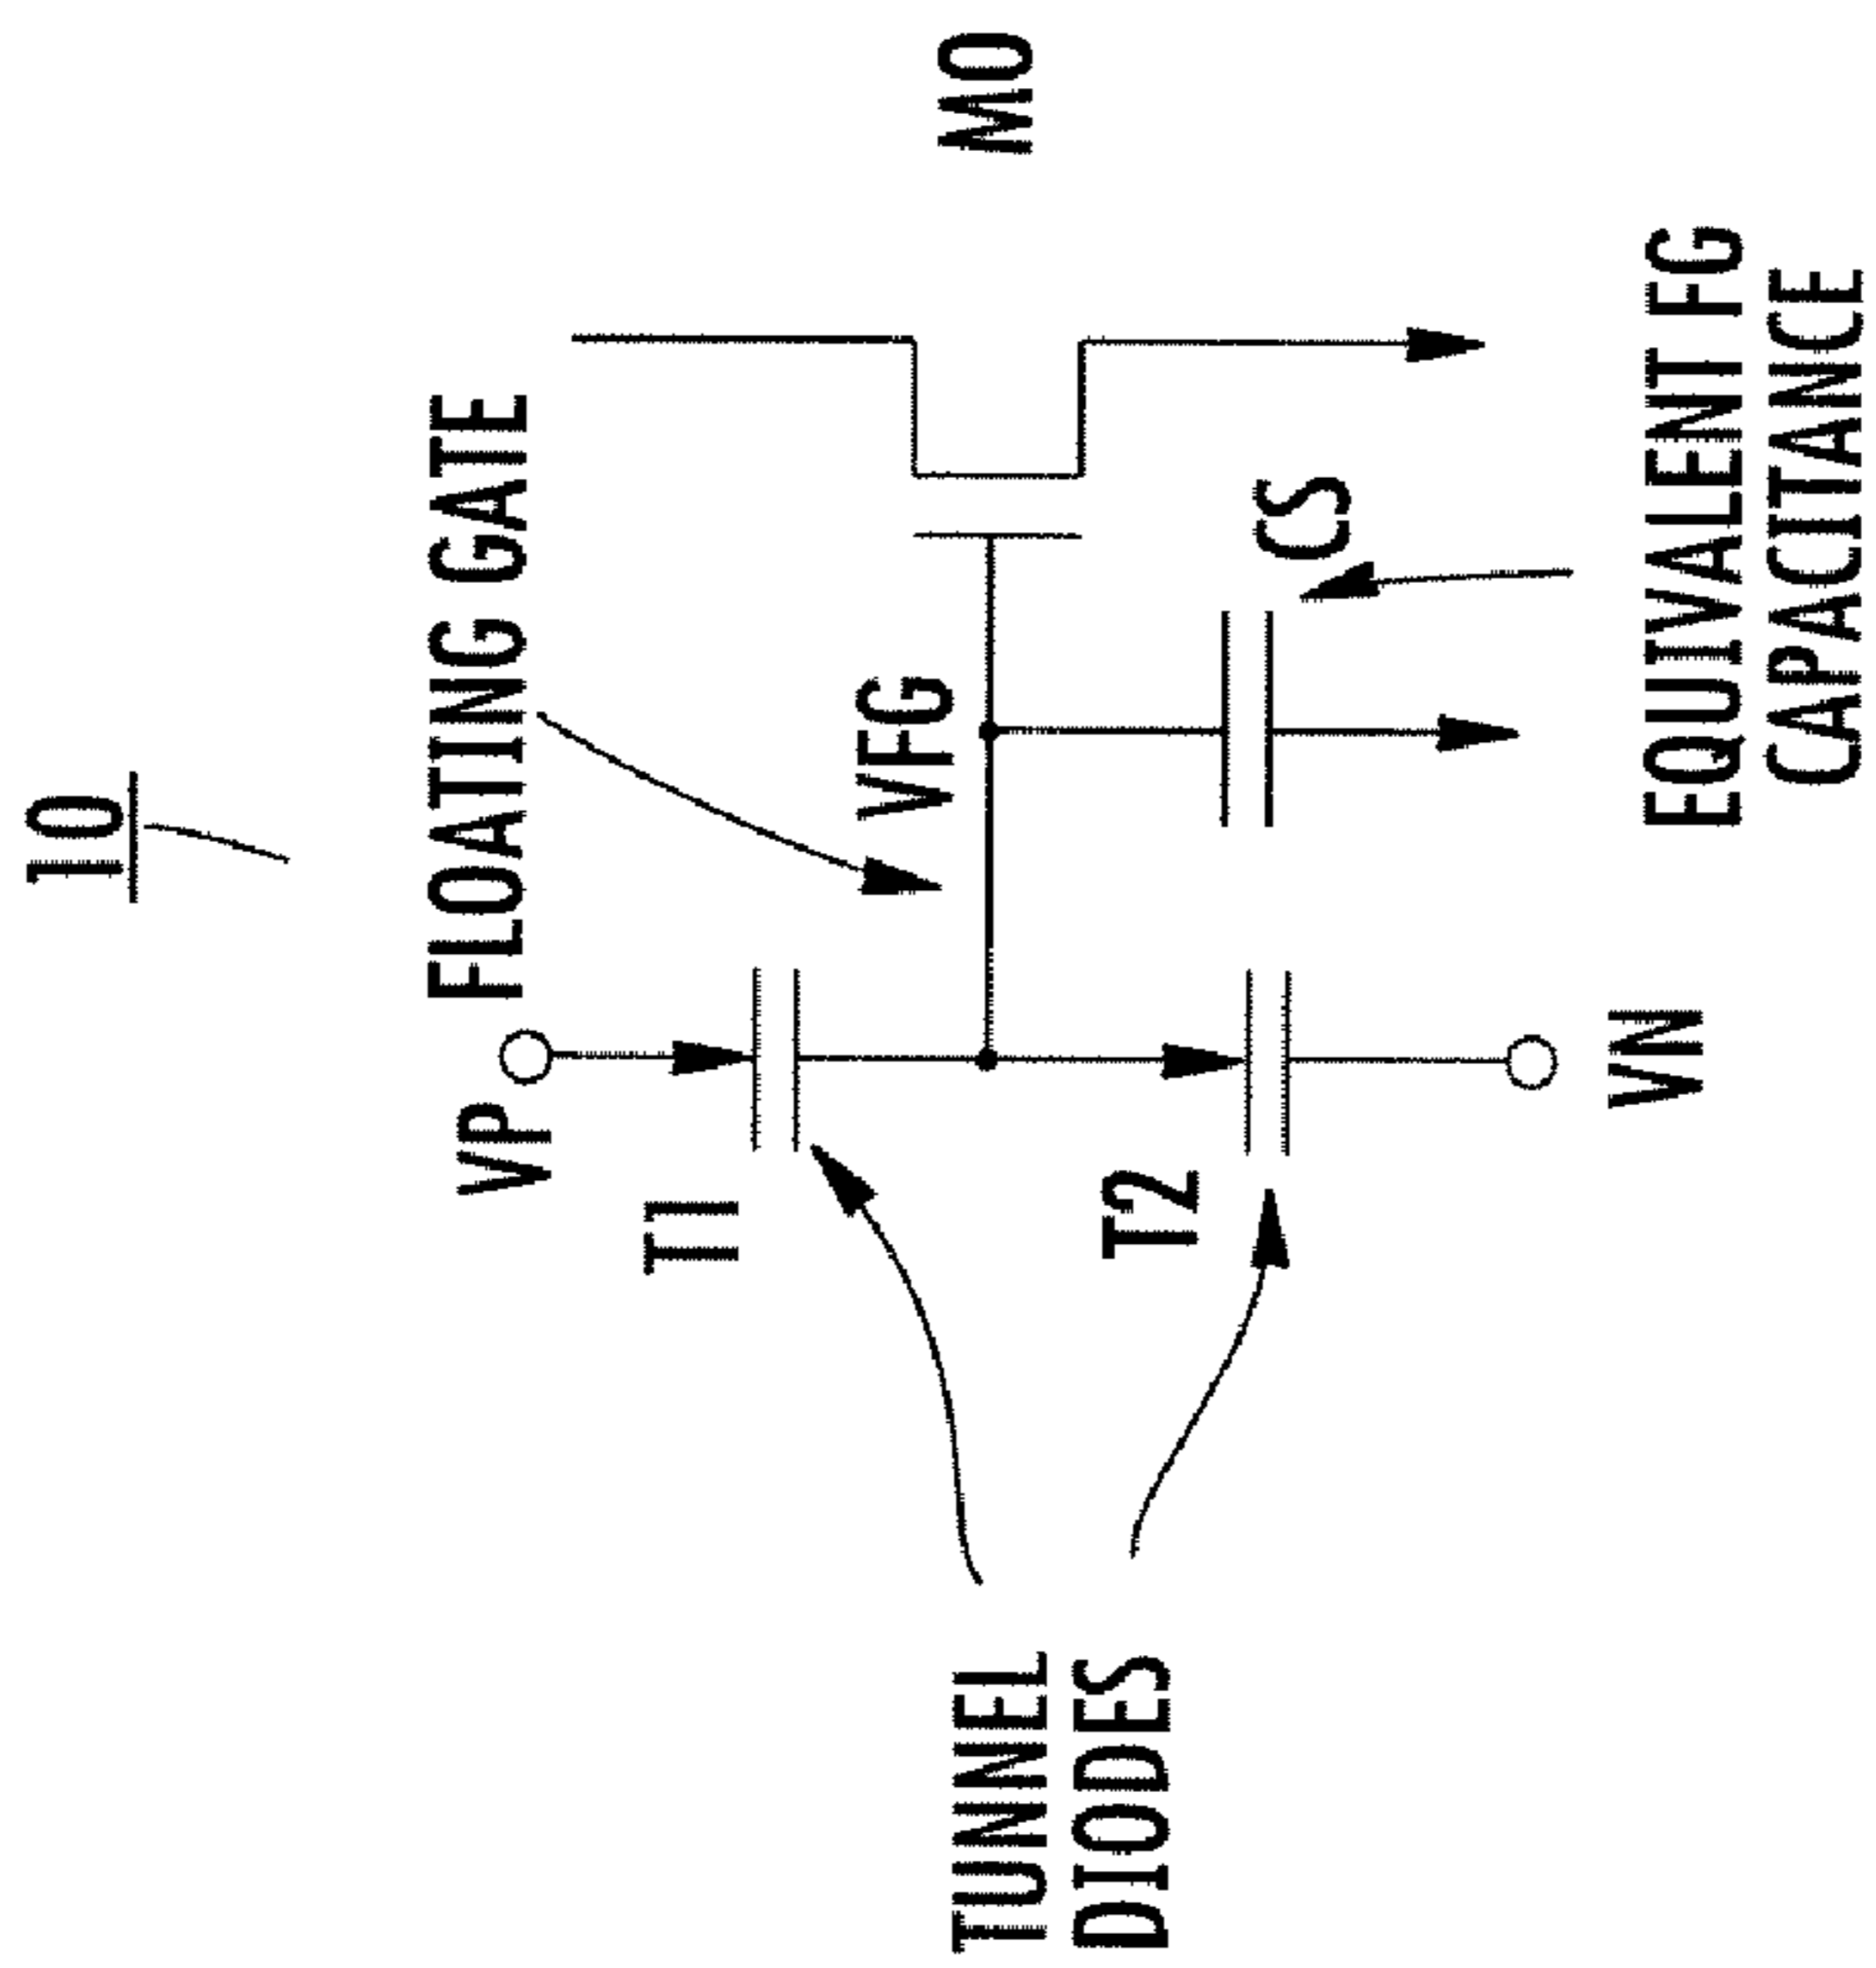 10
FLOATING GATE
VP
T1
VFG
M0
TUNNEL
DIODES
T2
CS
VN
EQUIVALENT FG
CAPACITANCE